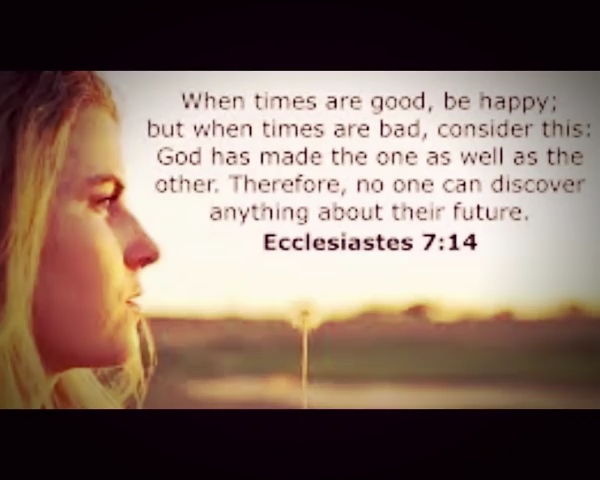 When times are good, be happy;
but when times are bad, consider this:
God has made the one as well as the
other. Therefore, no one can discover
anything about their future.
Ecclesiastes 7:14